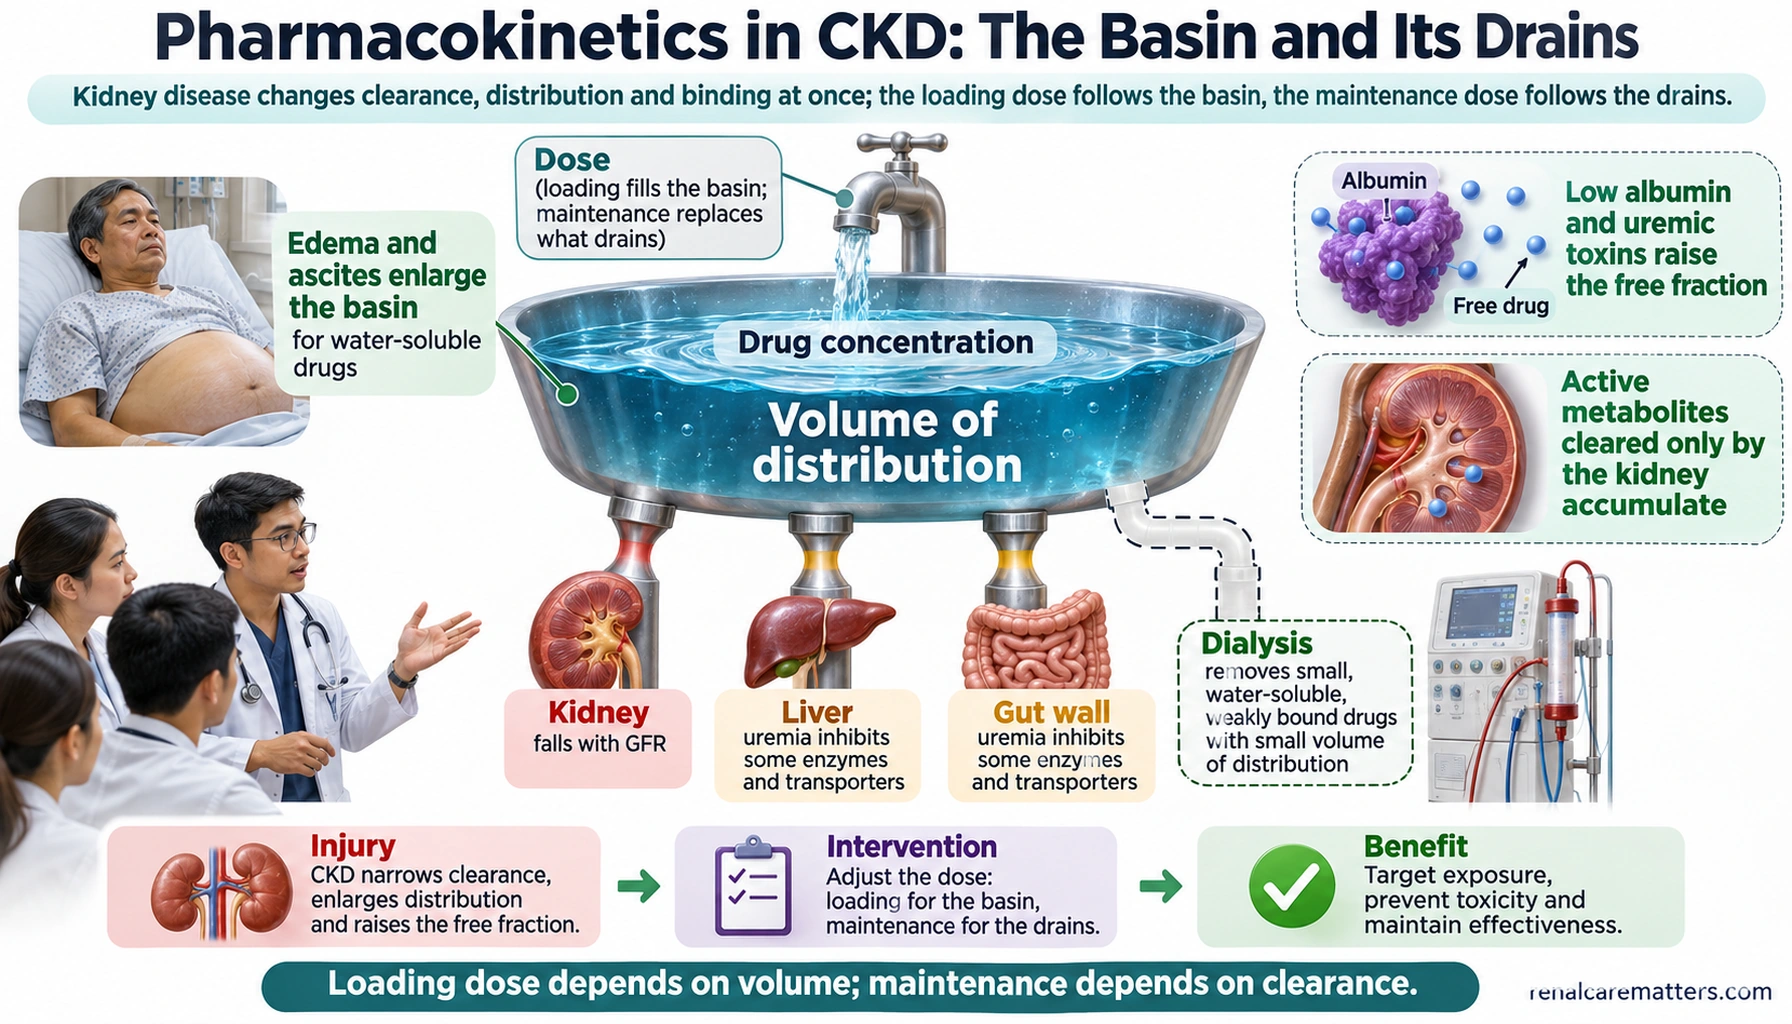 Pharmacokinetics in CKD: The Basin and Its Drains
Kidney disease changes clearance, distribution and binding at once; the loading dose follows the basin, the maintenance dose follows the drains.
Dose
(loading fills the basin;
maintenance replaces
what drains)
Edema and
ascites enlarge
the basin
for water-soluble
drugs
Drug concentration
Volume of
distribution
Albumin
Free drug
Low albumin
and uremic
toxins raise
the free fraction
Active
metabolites
cleared only by
the kidney
accumulate
Kidney
falls with GFR
Liver
uremia inhibits
some enzymes
and transporters
Gut wall
uremia inhibits
some enzymes
and transporters
Dialysis
removes small,
water-soluble,
weakly bound drugs
with small volume
of distribution
Injury
CKD narrows clearance,
enlarges distribution
and raises the free fraction.
Intervention
Adjust the dose:
loading for the basin,
maintenance for the drains.
Benefit
Target exposure,
prevent toxicity and
maintain effectiveness.
Loading dose depends on volume; maintenance depends on clearance.
renalcarematters.com